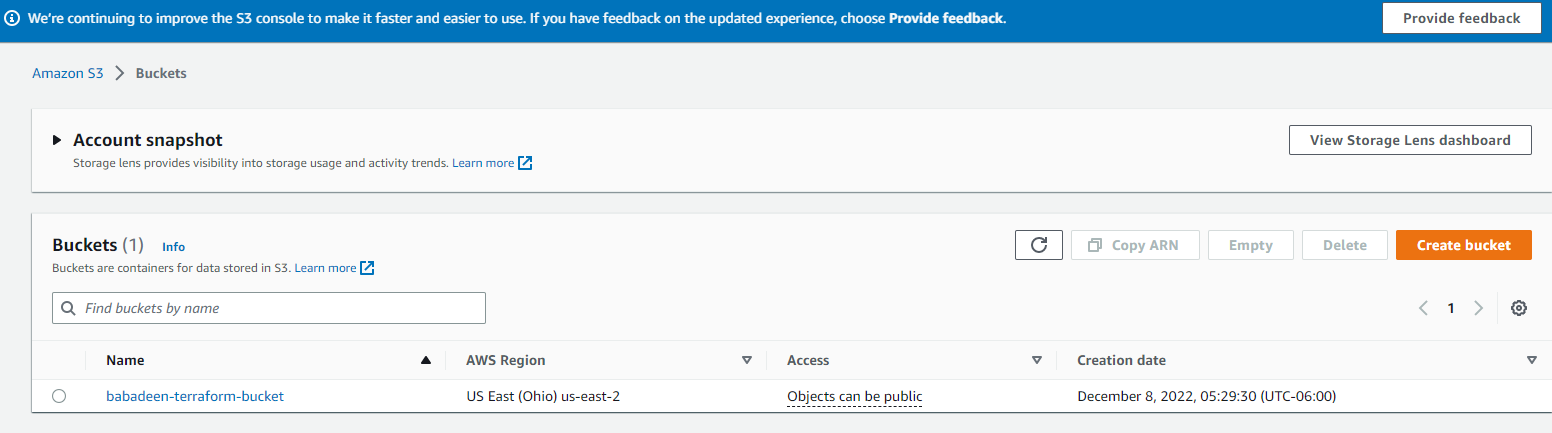 We're continuing to improve the S3 console to make it faster and easier to use. If you have feedback on the updated experience, choose Provide feedback.
Provide feedback
Amazon S3 Buckets
Account snapshot
Storage lens provides visibility into storage usage and activity trends. Learn more
View Storage Lens dashboard
Buckets (1) Info
Buckets are containers for data stored in S3. Learn more
Copy ARN
Empty
Delete
Create bucket
Find buckets by name
1
Name AWS Region Access Creation date
babadeen-terraform-bucket US East (Ohio) us-east-2 Objects can be public December 8, 2022, 05:29:30 (UTC-06:00)